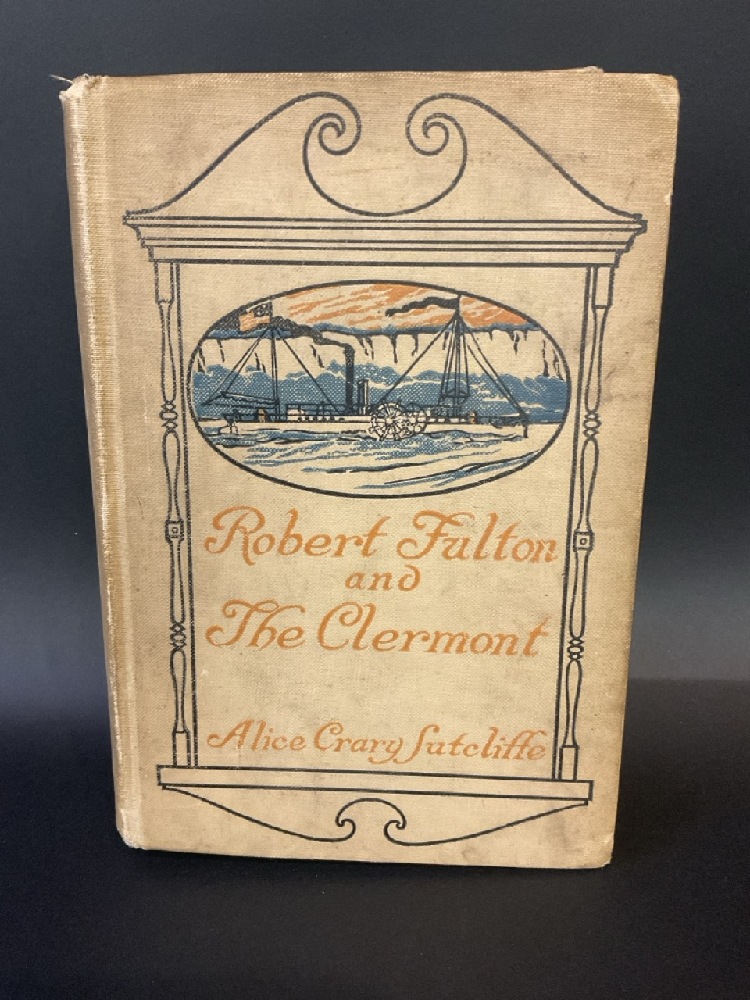 Robert Fulton
and
The Clermont
Alice Crary Sutcliffe